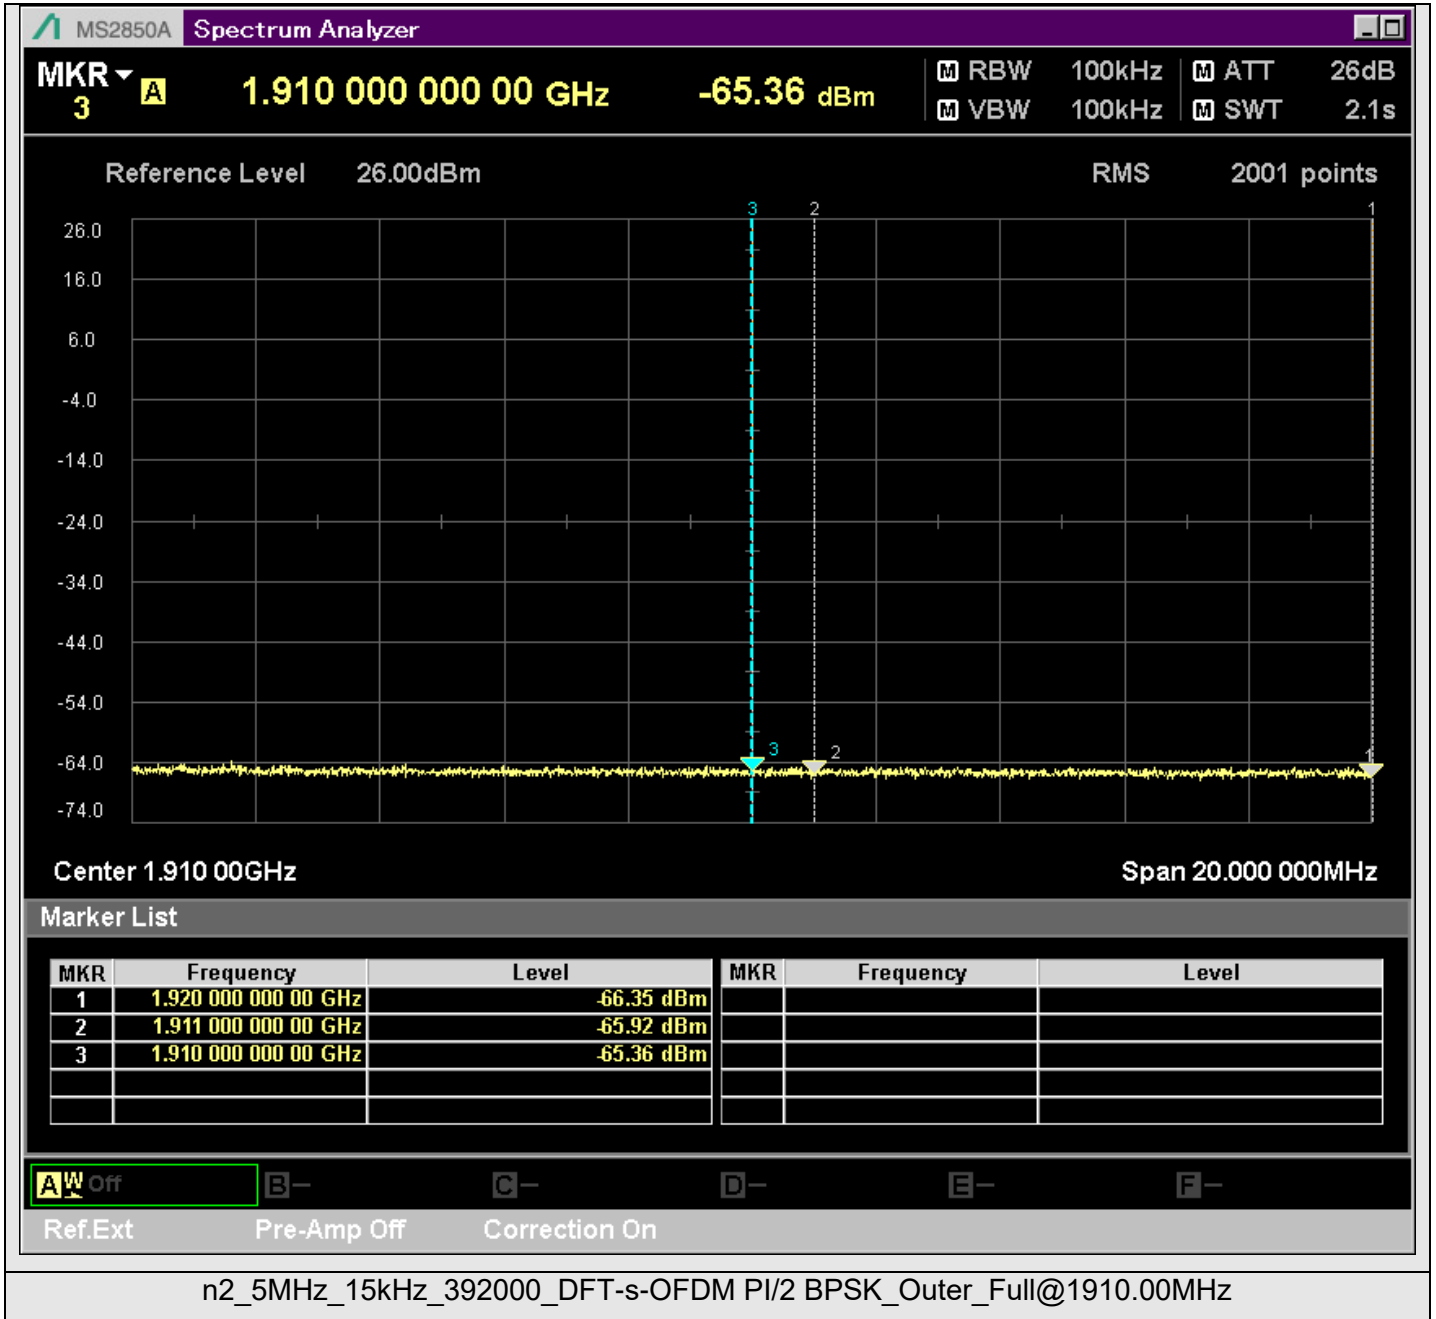 MS2850A Spectrum Analyzer
MKR A 1.910 000 000 00 GHz -65.36 dBm M RBW 100kHz M ATT 26dB
3 M VBW 100kHz M SWT 2.1s
Reference Level 26.00dBm RMS 2001 points
3 2 1
26.0
16.0
6.0
-4.0
-14.0
-24.0
-34.0
-44.0
-54.0
3 2 1
-64.0
-74.0
Center 1.910 00GHz Span 20.000 000MHz
Marker List
MKR Frequency Level MKR Frequency Level
1 1.920 000 000 00 GHz -66.35 dBm
2 1.911 000 000 00 GHz -65.92 dBm
3 1.910 000 000 00 GHz -65.36 dBm
A W Off B – C – D – E – F –
Ref.Ext Pre-Amp Off Correction On
n2_5MHz_15kHz_392000_DFT-s-OFDM PI/2 BPSK_Outer_Full@1910.00MHz